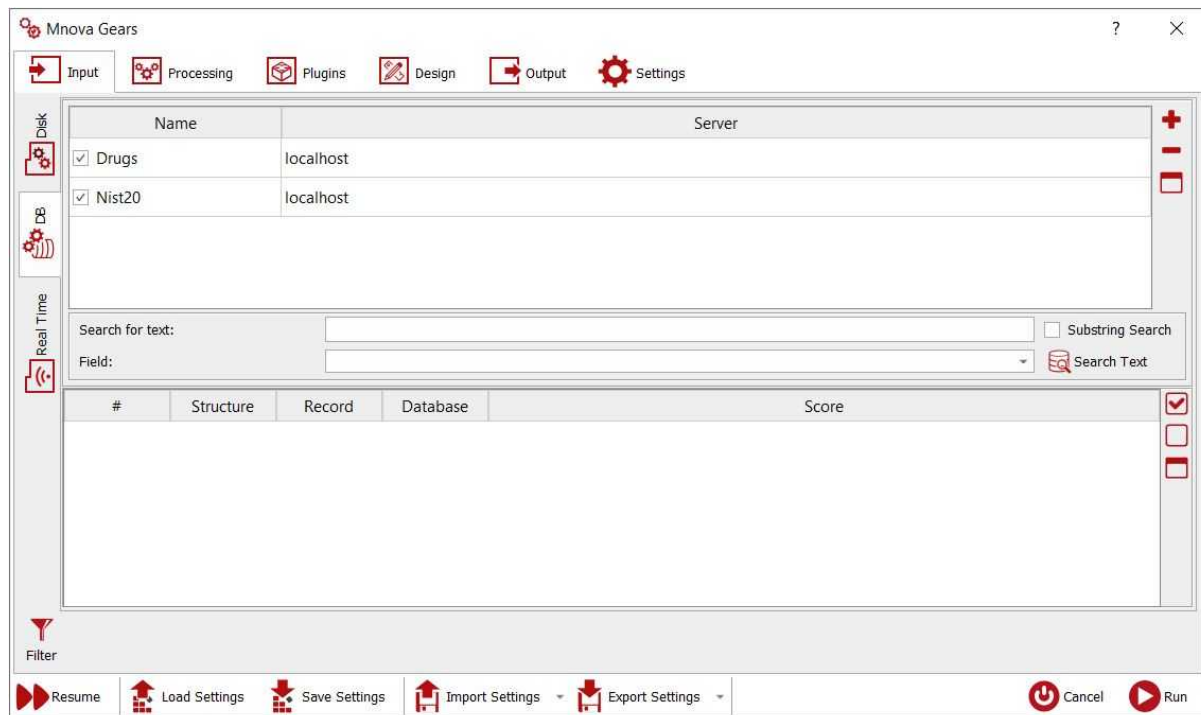 Mnova Gears ?
Input Processing Plugins Design Output Settings
Disk
DB
Real Time
Name Server
Drugs localhost
Nist20 localhost
Search for text: Substring Search
Field: Search Text
# Structure Record Database Score
Filter
Resume Load Settings Save Settings Import Settings Export Settings Cancel Run